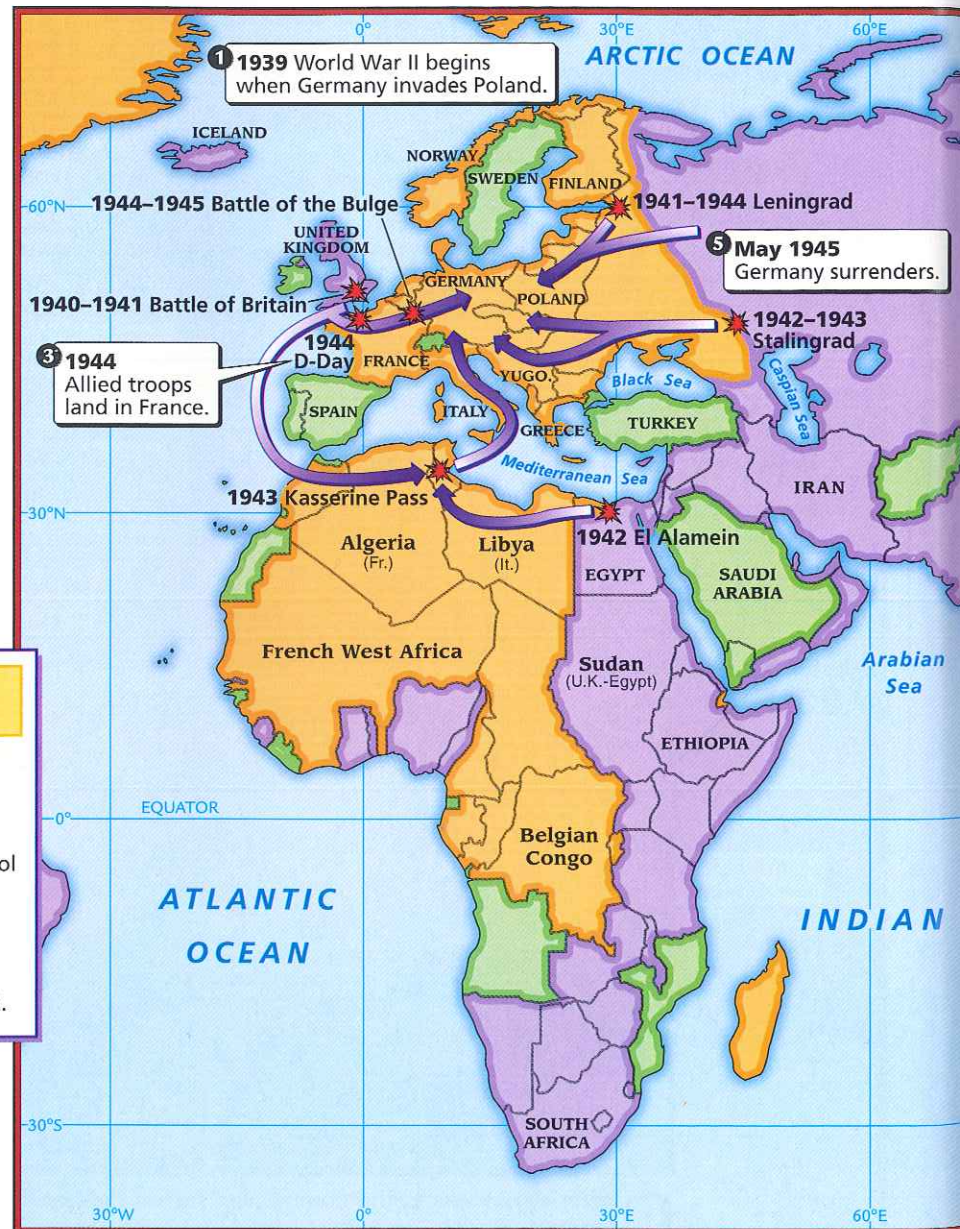 0°
30°E
60°E
1 1939 World War II begins
when Germany invades Poland.
ARCTIC OCEAN
ICELAND
NORWAY
SWEDEN
FINLAND
60°N
1944–1945 Battle of the Bulge
1941–1944 Leningrad
UNITED
KINGDOM
5 May 1945
Germany surrenders.
GERMANY
POLAND
1940–1941 Battle of Britain
1942–1943
Stalingrad
1944
D-Day
3 1944
Allied troops
land in France.
FRANCE
YUGO.
Black Sea
Caspian Sea
SPAIN
ITALY
GREECE
TURKEY
Mediterranean Sea
IRAN
1943 Kasserine Pass
30°N
1942 El Alamein
Algeria
(Fr.)
Libya
(It.)
EGYPT
SAUDI
ARABIA
French West Africa
Sudan
(U.K.-Egypt)
Arabian
Sea
ETHIOPIA
EQUATOR
0°
Belgian
Congo
ol
ATLANTIC
OCEAN
INDIAN
.
30°S
SOUTH
AFRICA
30°W
0°
30°E
60°E